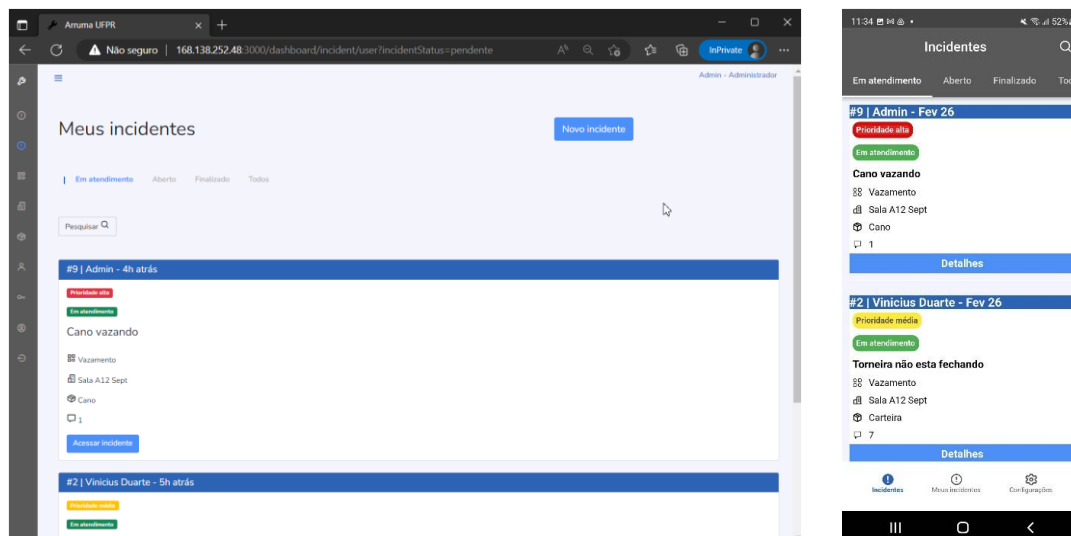 Arruma UFPR
Não seguro | 168.138.252.48:3000/dashboard/incident/user?incidentStatus=pendente
InPrivate
Admin - Administrador
Meus incidentes
Novo incidente
Em atendimento Aberto Finalizado Todos
Pesquisar
#9 | Admin - 4h atrás
Prioridade alta
Em atendimento
Cano vazando
Vazamento
Sala A12 Sept
Cano
1
Acessar incidente
#2 | Vinicius Duarte - 5h atrás
Prioridade média
Em atendimento
11:34 52%
Incidentes
Em atendimento Aberto Finalizado Tod
#9 | Admin - Fev 26
Prioridade alta
Em atendimento
Cano vazando
Vazamento
Sala A12 Sept
Cano
1
Detalhes
#2 | Vinicius Duarte - Fev 26
Prioridade média
Em atendimento
Torneira não esta fechando
Vazamento
Sala A12 Sept
Carteira
7
Detalhes
Incidentes Meus incidentes Configurações